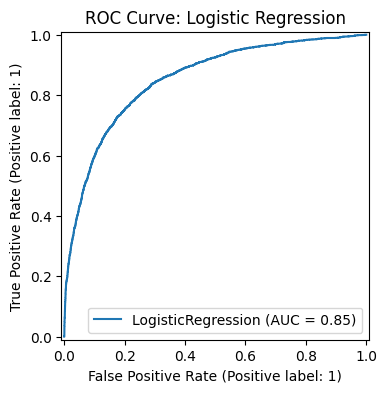 ROC Curve: Logistic Regression
True Positive Rate (Positive label: 1)
1.0
0.8
0.6
0.4
0.2
0.0
LogisticRegression (AUC = 0.85)
0.0 0.2 0.4 0.6 0.8 1.0
False Positive Rate (Positive label: 1)